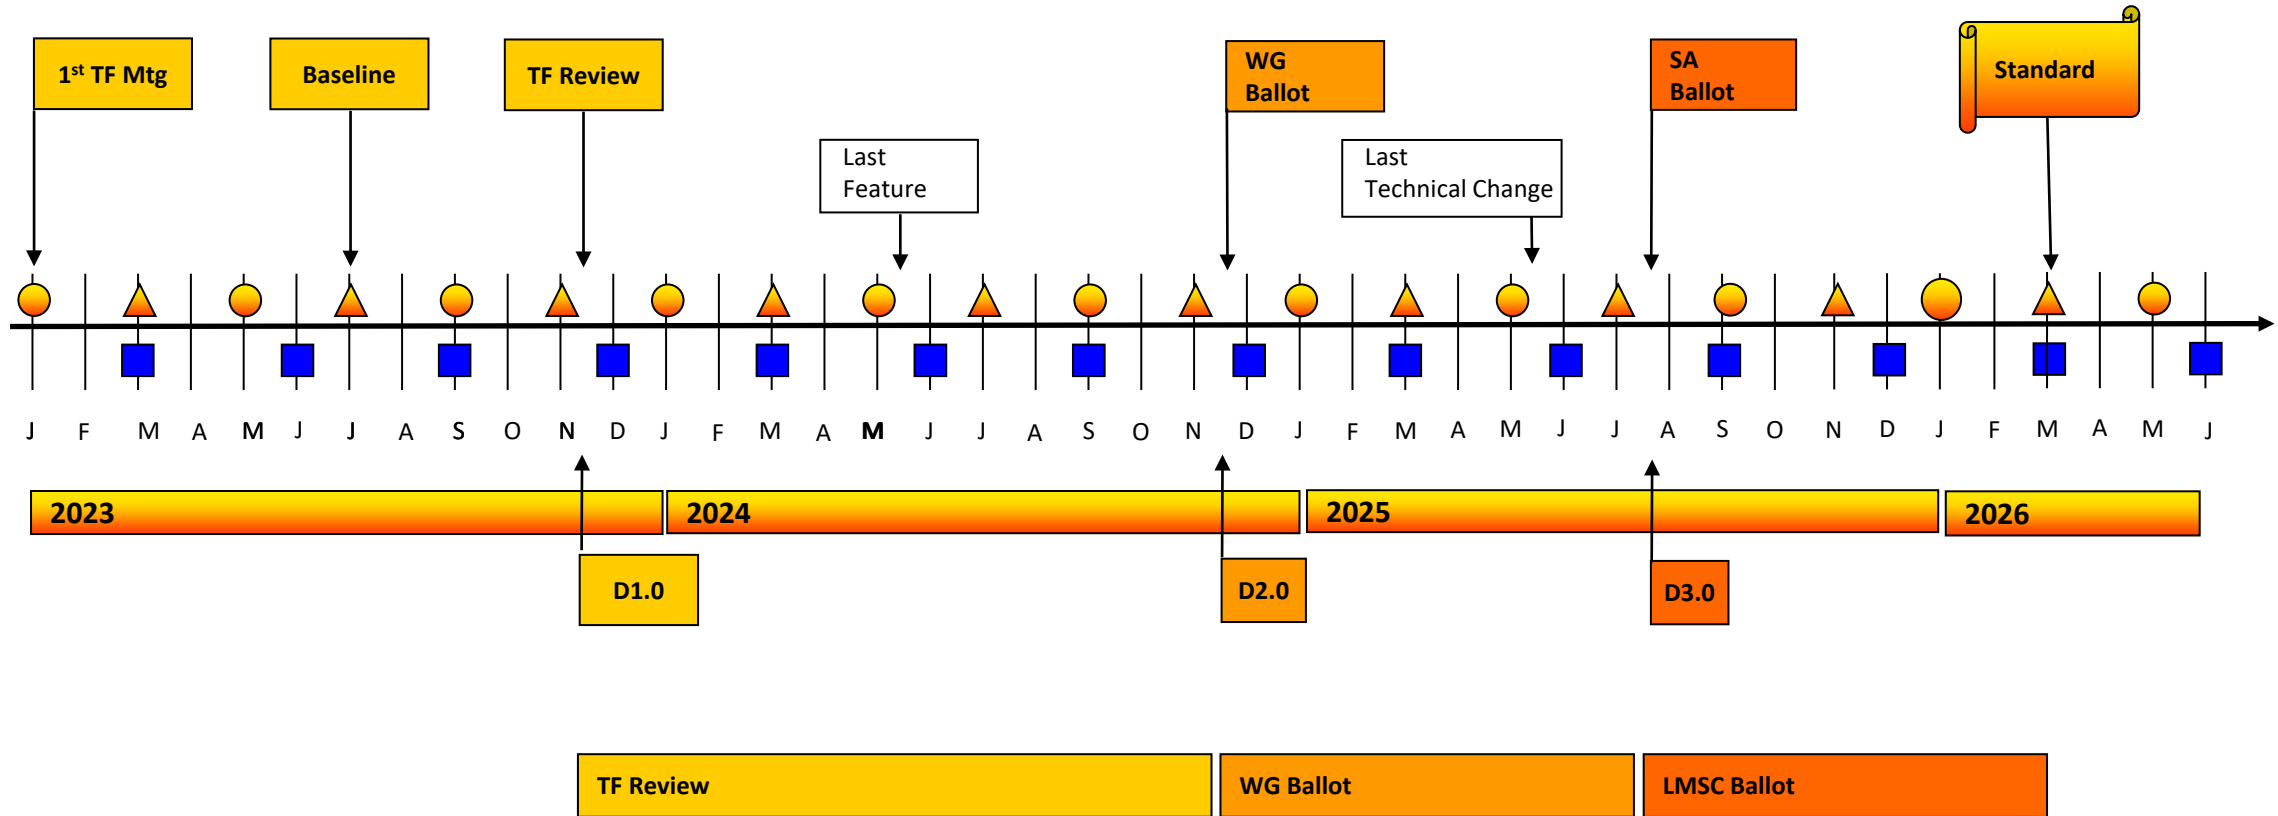 1st TF Mtg
Baseline
TF Review
WG
Ballot
SA
Ballot
Standard
Last
Feature
Last
Technical Change
J F M A M J J A S O N D J F M A M J J A S O N D J F M A M J J A S O N D J F M A M J
2023 2024 2025 2026
D1.0 D2.0 D3.0
TF Review WG Ballot LMSC Ballot